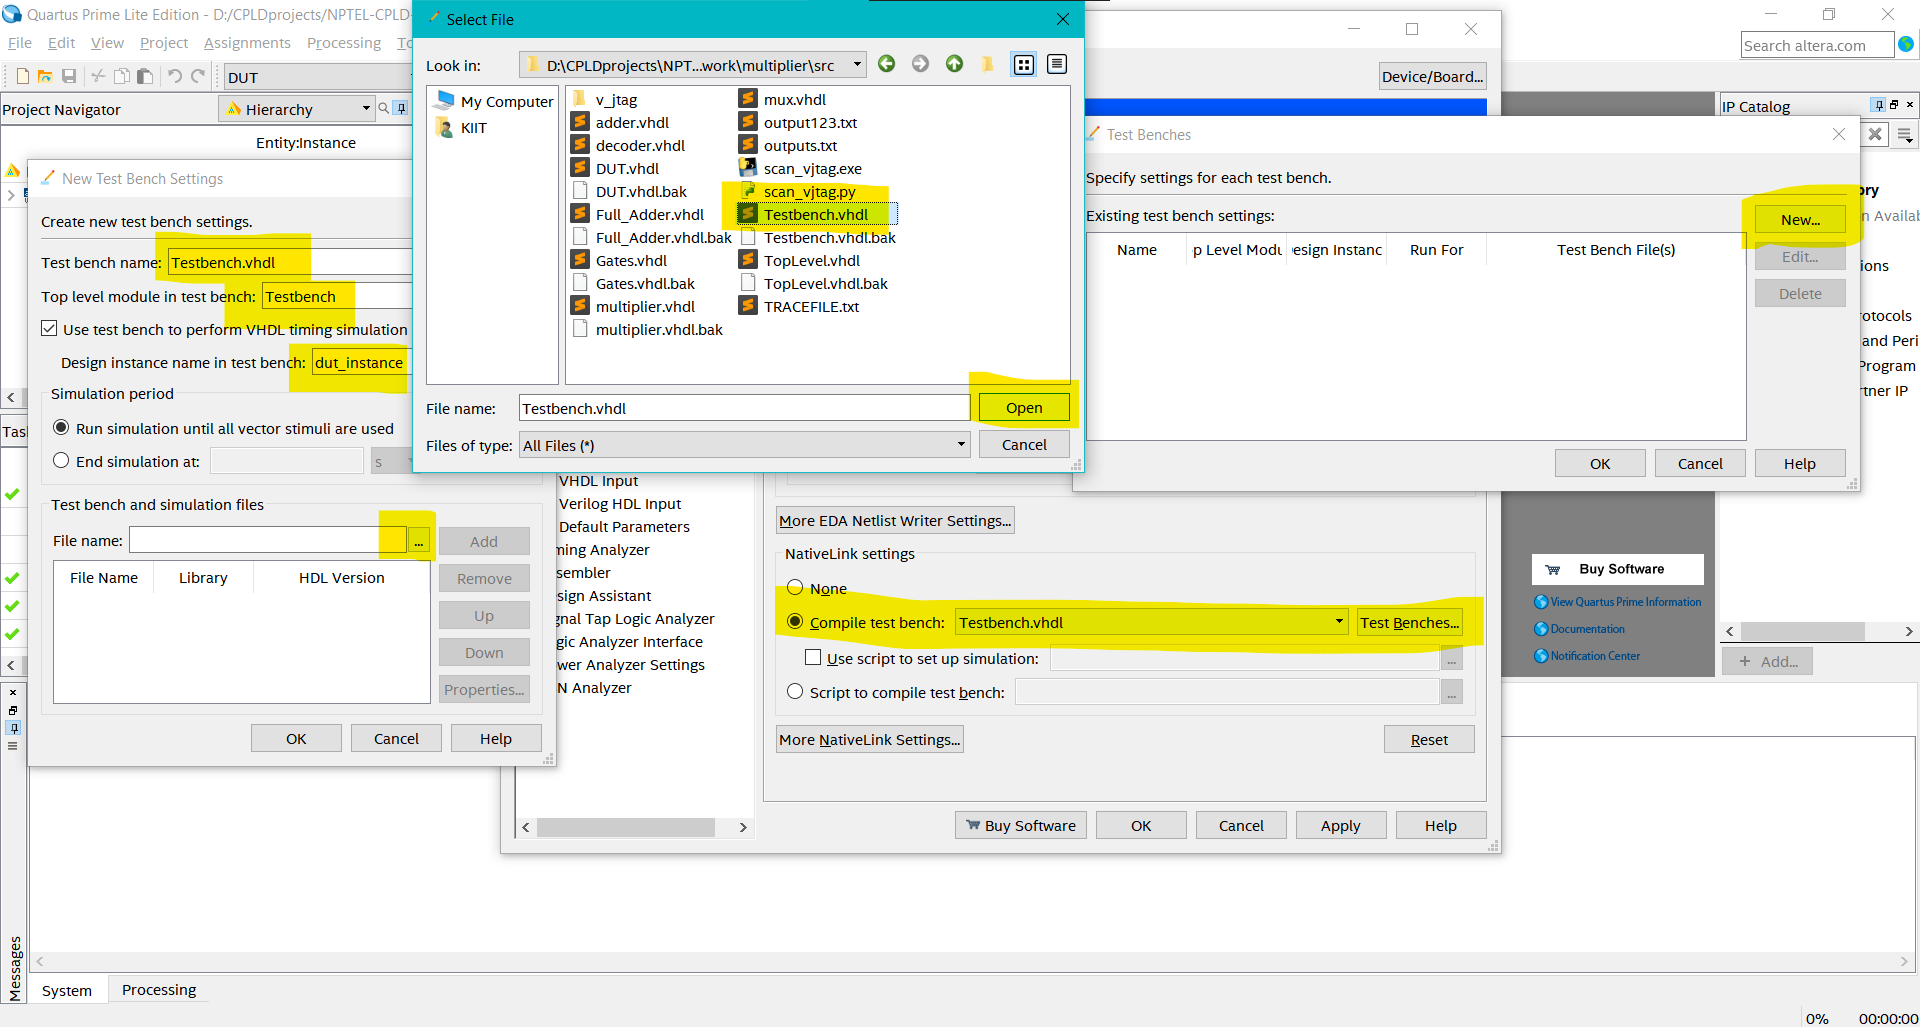 Quartus Prime Lite Edition - D:/CPLDprojects/NPTEL-CPLD-
File Edit View Project Assignments Processing To
Search altera.com
DUT
Project Navigator
Hierarchy
Entity:Instance
Select File
Look in:
D:\CPLDprojects\NPT...work\multiplier\src
My Computer
KIIT
v_jtag
adder.vhdl
decoder.vhdl
DUT.vhdl
DUT.vhdl.bak
Full_Adder.vhdl
Full_Adder.vhdl.bak
Gates.vhdl
Gates.vhdl.bak
multiplier.vhdl
multiplier.vhdl.bak
mux.vhdl
output123.txt
outputs.txt
scan_vjtag.exe
scan_vjtag.py
Testbench.vhdl
Testbench.vhdl.bak
TopLevel.vhdl
TopLevel.vhdl.bak
TRACEFILE.txt
File name:
Testbench.vhdl
Open
Files of type:
All Files (*)
Cancel
Device/Board...
IP Catalog
Test Benches
Specify settings for each test bench.
Existing test bench settings:
Name
p Level Modu
esign Instanc
Run For
Test Bench File(s)
New...
Edit...
Delete
OK
Cancel
Help
ory
n Availab
ions
rotocols
and Peri
Program
rtner IP
New Test Bench Settings
Create new test bench settings.
Test bench name:
Testbench.vhdl
Top level module in test bench:
Testbench
Use test bench to perform VHDL timing simulation
Design instance name in test bench:
dut_instance
Simulation period
Run simulation until all vector stimuli are used
End simulation at:
s
Test bench and simulation files
File name:
...
Add
File Name
Library
HDL Version
Remove
Up
Down
Properties...
OK
Cancel
Help
Tas
VHDL Input
Verilog HDL Input
Default Parameters
ming Analyzer
sembler
sign Assistant
gnal Tap Logic Analyzer
gic Analyzer Interface
wer Analyzer Settings
N Analyzer
More EDA Netlist Writer Settings...
NativeLink settings
None
Compile test bench:
Testbench.vhdl
Test Benches...
Use script to set up simulation:
...
Script to compile test bench:
...
More NativeLink Settings...
Reset
Buy Software
OK
Cancel
Apply
Help
Buy Software
View Quartus Prime Information
Documentation
Notification Center
+ Add...
Messages
System
Processing
0%
00:00:00